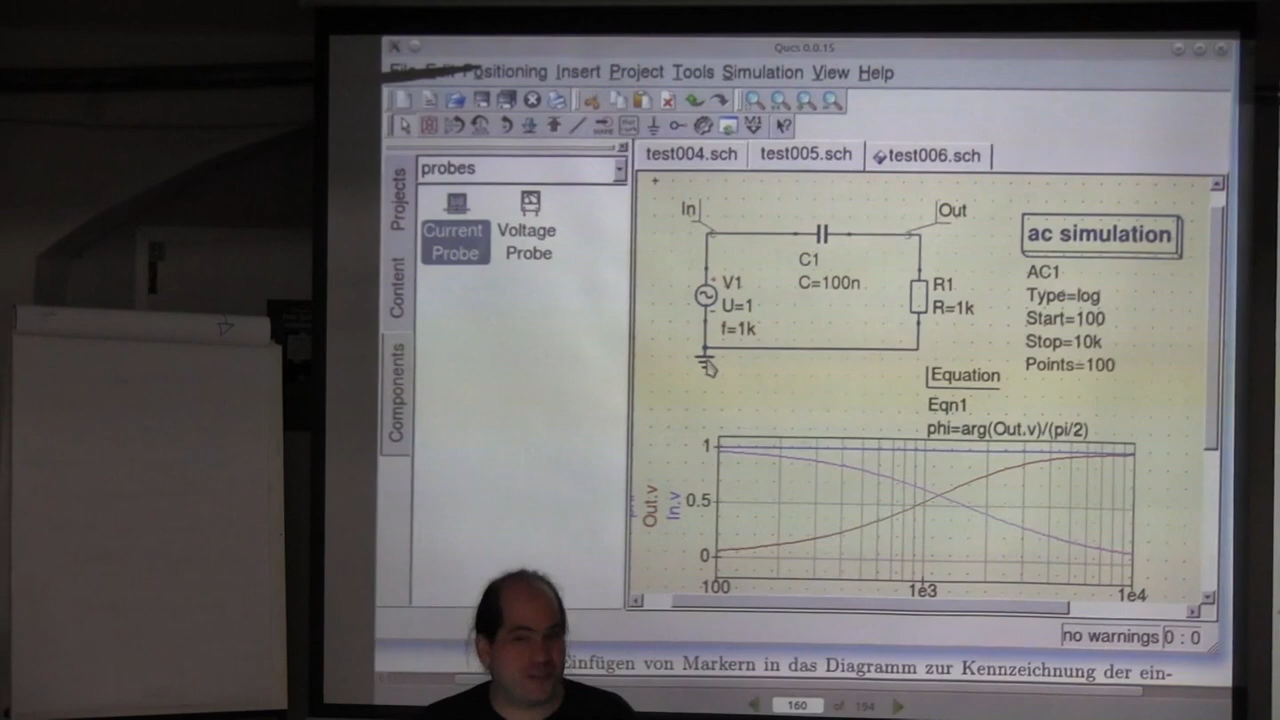 Qucs 0.0.15
Positioning Insert Project Tools Simulation View Help
M1
test004.sch test005.sch test006.sch
Projects
Content
Components
probes
Current Probe
Voltage Probe
In
Out
C1
C=100n
V1
U=1
f=1k
R1
R=1k
ac simulation
AC1
Type=log
Start=100
Stop=10k
Points=100
Equation
Eqn1
phi=arg(Out.v)/(pi/2)
Out.v
In.v
1
0.5
0
100
1e3
1e4
no warnings 0 : 0
Einfügen von Markern in das Diagramm zur Kennzeichnung der ein-
160 of 194